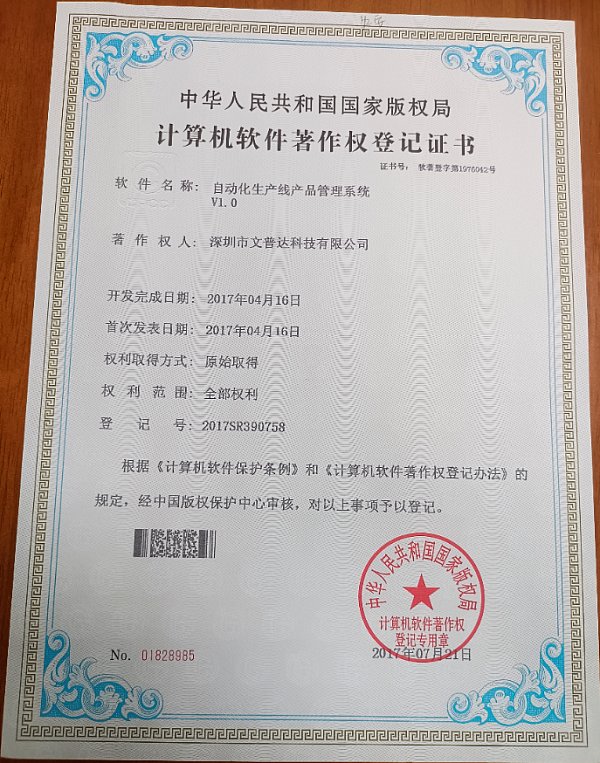 中华人民共和国国家版权局
计算机软件著作权登记证书
证书号： 软著登字第1976042号
软件名称： 自动化生产线产品管理系统
V1.0
著作权人： 深圳市文普达科技有限公司
开发完成日期： 2017年04月16日
首次发表日期： 2017年04月16日
权利取得方式： 原始取得
权利范围： 全部权利
登记号： 2017SR390758
根据《计算机软件保护条例》和《计算机软件著作权登记办法》的
规定，经中国版权保护中心审核，对以上事项予以登记。
中华人民共和国国家版权局
计算机软件著作权
登记专用章
No. 01828985
2017年07月21日